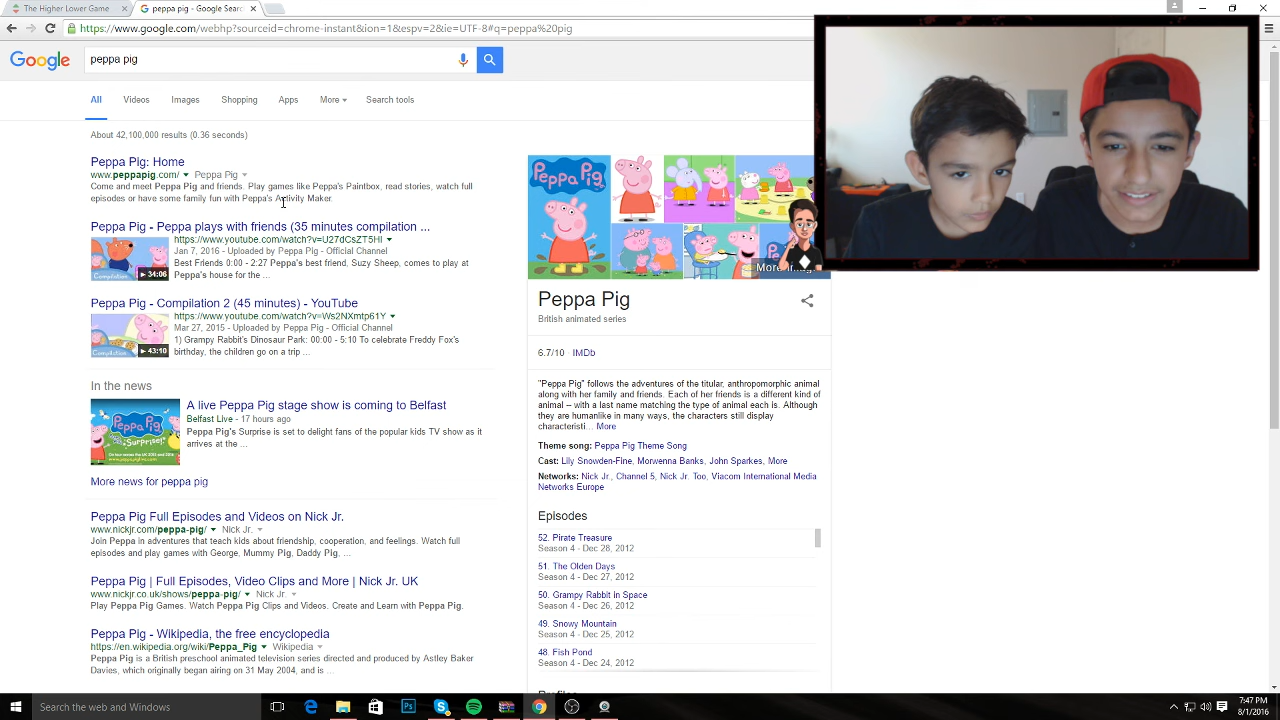 The Higher Lower Game
peppa pig - Google Sear
https://www.google.com/webhp?sourceid=chrome-instant&ion=1&espv=2&ie=UTF-8#q=peppa%20pig
Google
peppa pig
All Videos Images Shopping Apps More Search tools
About 42,100,000 results (0.36 seconds)
Peppa Pig: Home
www.peppapig.com/ Peppa Pig
Come and meet Peppa Pig and friends. Play games like Peppa's Paintbox, read stories, watch full
episodes or have some family fun with Peppa's Activity Maker.
Peppa Pig - Peppa plays with friends (35 minutes compilation ...
https://www.youtube.com/watch?v=U27dCsZT5HI
Jan 7, 2016 - Uploaded by Peppa Pig - Official Channel
Best Friends 0:00 - 2:27 Peppa's best friend, Suzy Sheep, comes to play at
Peppa's house for the ...
Compilation 34:06
Peppa Pig - Compilation 2 (45 minutes) - YouTube
https://www.youtube.com/watch?v=Ws2NXmtp61Y
Mar 27, 2015 - Uploaded by Peppa Pig - Official Channel
1) Grampy Rabbit's Dinosaur Park: 00:00 - 5:10 To celebrate Freddy Fox's
birthday, the children go on a trip ...
Compilation 43:10
In the news
A live Peppa Pig stage show is coming to Belfast
Belfast Live - 17 hours ago
Peppa Pig's Surprise is set to delight fans of the popular kids TV show as it
arrives at the ...
Peppa Pig
Surprise
More news for peppa pig
Peppa Pig Full Episodes and Videos on Nick Jr.
www.nickjr.com/peppa-pig/ Nick Jr.
Join Peppa in adventures that teach kids about friendship, cooperation, and feelings. Watch full
episodes and play games with George, Mummy Pig, Daddy Pig, ...
Peppa Pig | Full Episodes, Video Clips and More | Nick Jr. UK
www.nickjr.co.uk/shows/peppa-pig/ Nick Jr.
Play Peppa Pig Games. Watch Peppa Pig Clips and Videos. Create and Learn with Peppa Pig.
Peppa Pig - Wikipedia, the free encyclopedia
https://en.wikipedia.org/wiki/Peppa_Pig Wikipedia
Peppa Pig is a British preschool animated television series directed and produced by Astley Baker
Davies, which originally began airing on 31 May 2004, and is ...
Peppa Pig
More
Peppa Pig
British animated series
6.7/10 - IMDb
"Peppa Pig" follows the adventures of the titular, anthropomorphic animal
along with her family and friends. Each of her friends is a different kind of
animal -- with a last name matching the type of animal each is. Although
they are humanlike in many ways, the characters still display
characteristi... More
Theme song: Peppa Pig Theme Song
Cast: Lily Snowden-Fine, Morwenna Banks, John Sparkes, More
Networks: Nick Jr., Channel 5, Nick Jr. Too, Viacom International Media
Networks Europe
Episodes
52. Pirate Treasure
Season 4 - Dec 28, 2012
51. The Olden Days
Season 4 - Dec 27, 2012
50. Grampy Rabbit in Space
Season 4 - Dec 26, 2012
49. Snowy Mountain
Season 4 - Dec 25, 2012
48. Fish Pond
Season 4 - Dec 24, 2012
Search the web and Windows
7:47 PM
8/1/2016